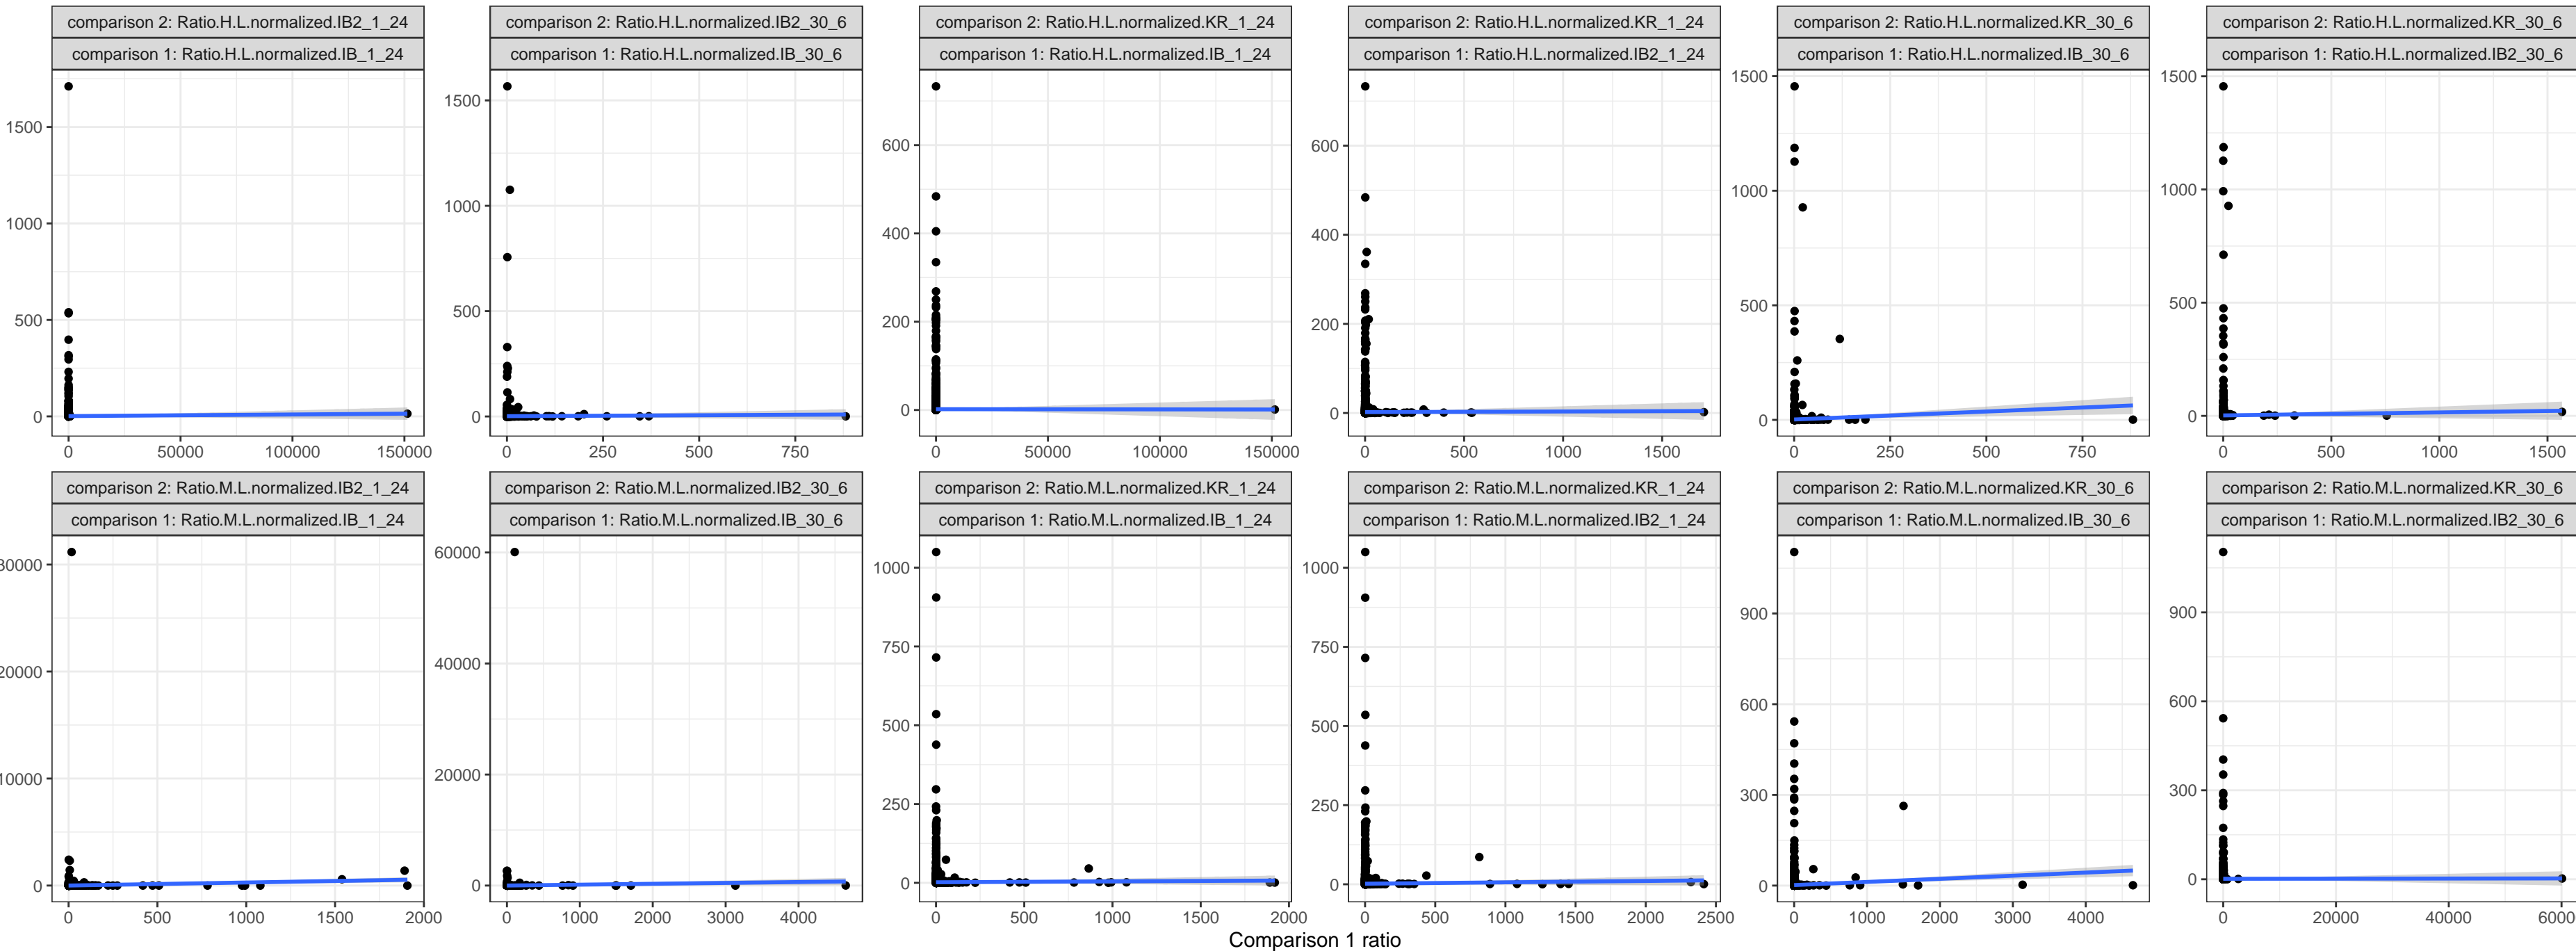 comparison 2: Ratio.H.L.normalized.IB2_1_24
comparison 1: Ratio.H.L.normalized.IB_1_24
1500
1000
500
0
0 50000 100000 150000
comparison 2: Ratio.H.L.normalized.IB2_30_6
comparison 1: Ratio.H.L.normalized.IB_30_6
1500
1000
500
0
0 250 500 750
comparison 2: Ratio.H.L.normalized.KR_1_24
comparison 1: Ratio.H.L.normalized.IB_1_24
600
400
200
0
0 50000 100000 150000
comparison 2: Ratio.H.L.normalized.KR_1_24
comparison 1: Ratio.H.L.normalized.IB2_1_24
600
400
200
0
0 500 1000 1500
comparison 2: Ratio.H.L.normalized.KR_30_6
comparison 1: Ratio.H.L.normalized.IB_30_6
1500
1000
500
0
0 250 500 750
comparison 2: Ratio.H.L.normalized.KR_30_6
comparison 1: Ratio.H.L.normalized.IB2_30_6
1500
1000
500
0
0 500 1000 1500
comparison 2: Ratio.M.L.normalized.IB2_1_24
comparison 1: Ratio.M.L.normalized.IB_1_24
0
0 500 1000 1500 2000
comparison 2: Ratio.M.L.normalized.IB2_30_6
comparison 1: Ratio.M.L.normalized.IB_30_6
60000
40000
20000
0
0 1000 2000 3000 4000
comparison 2: Ratio.M.L.normalized.KR_1_24
comparison 1: Ratio.M.L.normalized.IB_1_24
1000
750
500
250
0
0 500 1000 1500 2000
comparison 2: Ratio.M.L.normalized.KR_1_24
comparison 1: Ratio.M.L.normalized.IB2_1_24
1000
750
500
250
0
0 500 1000 1500 2000 2500
comparison 2: Ratio.M.L.normalized.KR_30_6
comparison 1: Ratio.M.L.normalized.IB_30_6
900
600
300
0
0 1000 2000 3000 4000
comparison 2: Ratio.M.L.normalized.KR_30_6
comparison 1: Ratio.M.L.normalized.IB2_30_6
900
600
300
0
0 20000 40000
Comparison 1 ratio